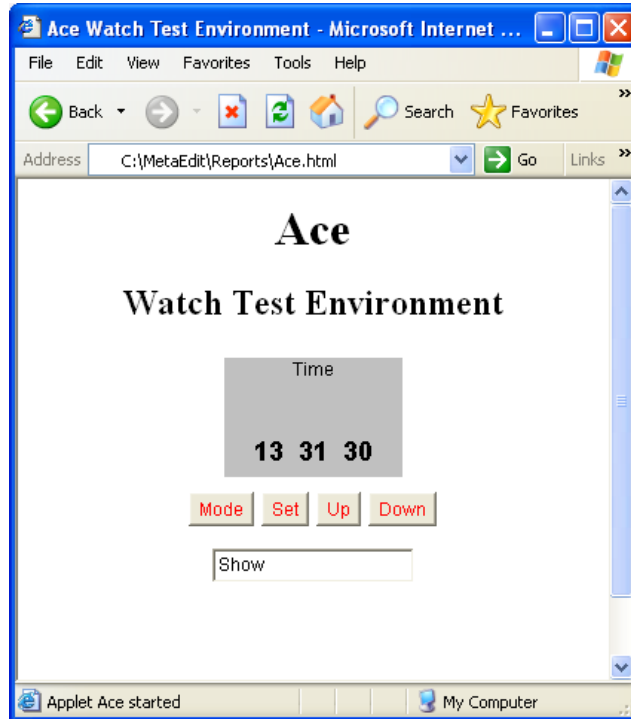 Ace Watch Test Environment - Microsoft Internet ...
File Edit View Favorites Tools Help
Back Search Favorites »
Address C:\MetaEdit\Reports\Ace.html Go Links »
Ace
Watch Test Environment
Time
13 31 30
Mode Set Up Down
Show
Applet Ace started My Computer